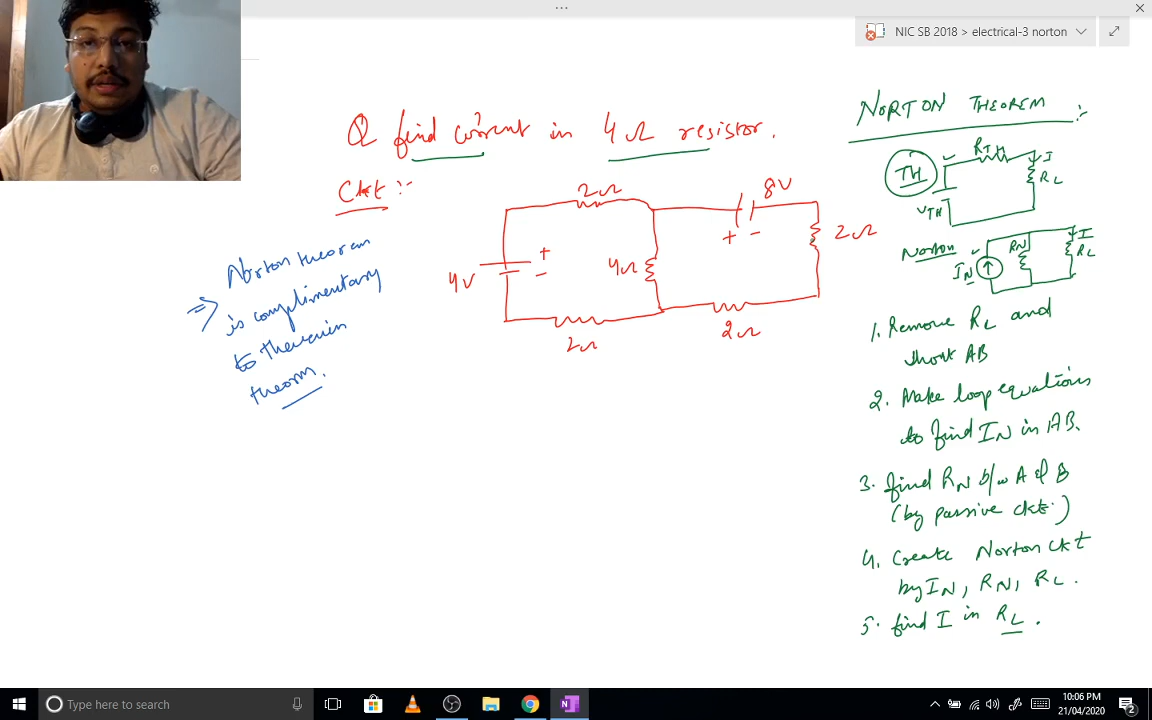 NIC SB 2018 > electrical-3 norton
Q find current in 4Ω resistor.
Ckt :-
2Ω
8V
+ -
2Ω
4Ω
4V
+
-
2Ω
2Ω
⇒ Norton theorem
is complimentary
to thevenin
theorm.
NORTON THEOREM :-
TH
RTH
I
RL
VTH
Norton
IN
RN
I
RL
1. Remove RL and
short AB
2. Make loop equations
to find IN in AB.
3. find RN b/w A & B
(by passive ckt.)
4. Create Norton ckt
by IN, RN, RL.
5. find I in RL.
Type here to search
10:06 PM
21/04/2020
2